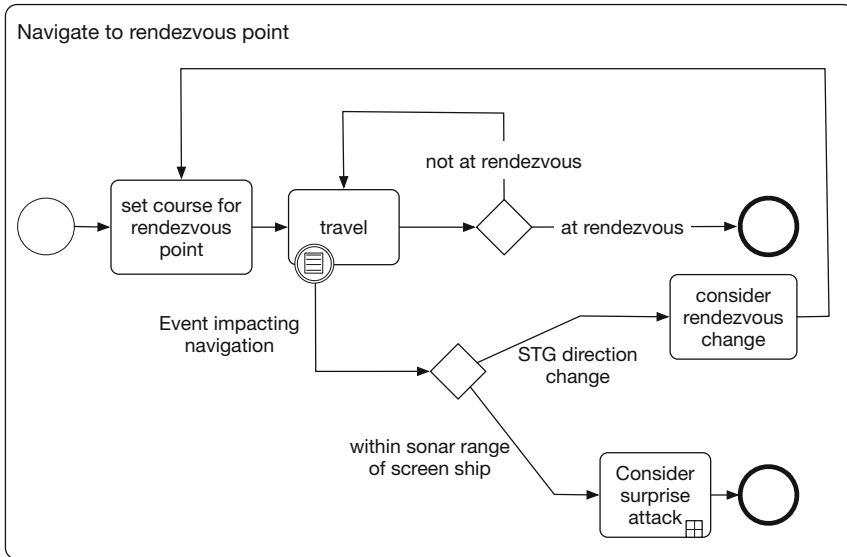 Navigate to rendezvous point
not at rendezvous
set course for
rendezvous
point
travel
at rendezvous
Event impacting
navigation
consider
rendezvous
change
STG direction
change
within sonar range
of screen ship
Consider
surprise
attack